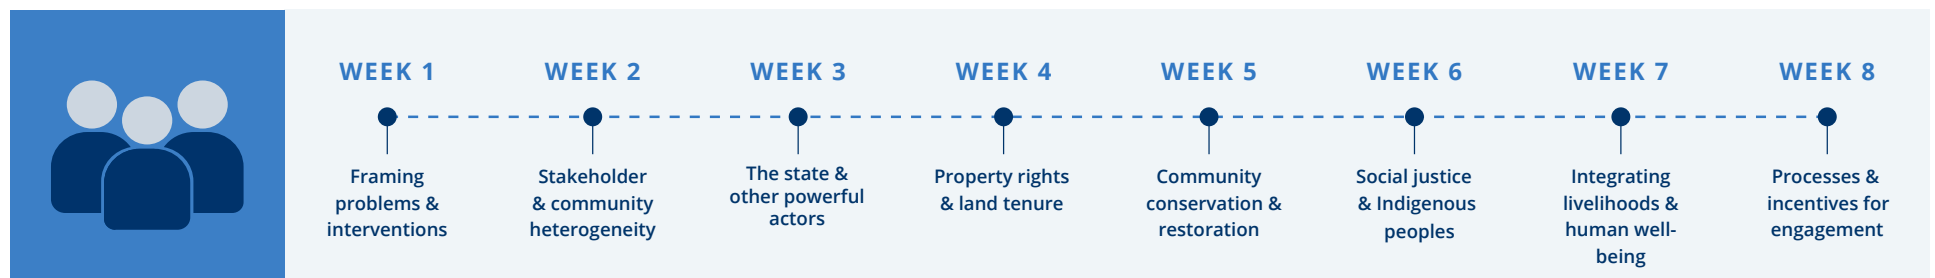 WEEK 1
Framing
problems &
interventions
WEEK 2
Stakeholder
& community
heterogeneity
WEEK 3
The state &
other powerful
actors
WEEK 4
Property rights
& land tenure
WEEK 5
Community
conservation &
restoration
WEEK 6
Social justice
& Indigenous
peoples
WEEK 7
Integrating
livelihoods &
human well-
being
WEEK 8
Processes &
incentives for
engagement